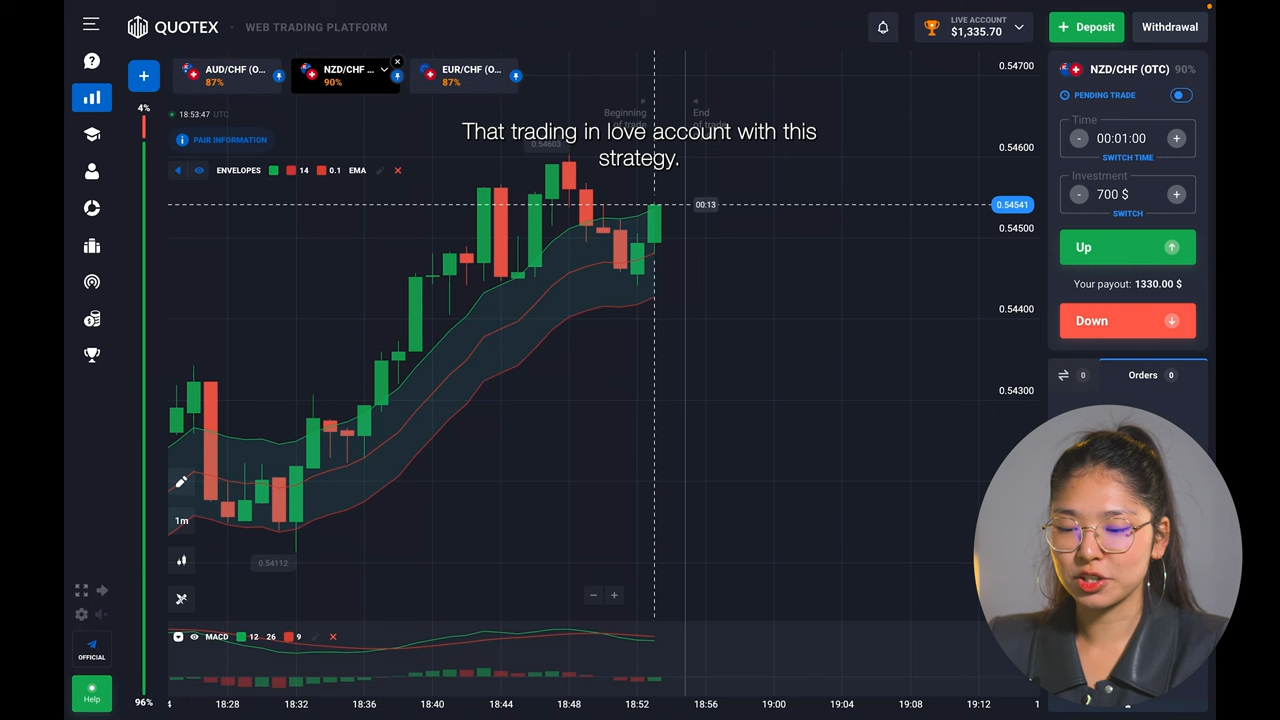 QUOTEX
WEB TRADING PLATFORM
LIVE ACCOUNT
$1,335.70
+ Deposit
Withdrawal
AUD/CHF (O...
87%
NZD/CHF ...
90%
EUR/CHF (O...
87%
4%
18:53:47 UTC
PAIR INFORMATION
ENVELOPES 14 0.1 EMA
Beginning
of trade
End
of trade
That trading in love account with this
strategy.
0.54603
00:13
0.54700
0.54600
0.54541
0.54500
0.54400
0.54300
NZD/CHF (OTC) 90%
PENDING TRADE
Time
- 00:01:00 +
SWITCH TIME
Investment
- 700 $ +
SWITCH
Up
Your payout: 1330.00 $
Down
0
Orders 0
1m
0.54112
MACD 12 26 9
OFFICIAL
Help
96%
4 18:28 18:32 18:36 18:40 18:44 18:48 18:52 18:56 19:00 19:04 19:08 19:12 1